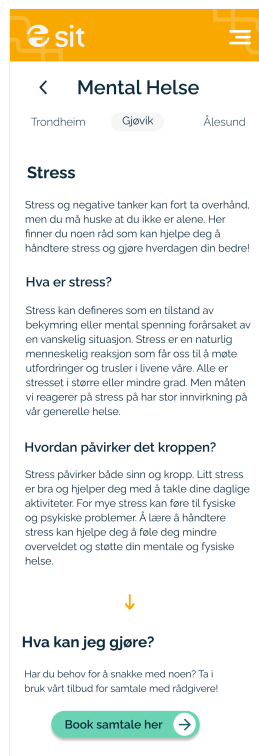 sit
Mental Helse
Trondheim
Gjøvik
Ålesund
Stress
Stress og negative tanker kan fort ta overhånd,
men du må huske at du ikke er alene. Her
finner du noen råd som kan hjelpe deg å
håndtere stress og gjøre hverdagen din bedre!
Hva er stress?
Stress kan defineres som en tilstand av
bekymring eller mental spenning forårsaket av
en vanskelig situasjon. Stress er en naturlig
menneskelig reaksjon som får oss til å møte
utfordringer og trusler i livene våre. Alle er
stresset i større eller mindre grad. Men måten
vi reagerer på stress på har stor innvirkning på
vår generelle helse.
Hvordan påvirker det kroppen?
Stress påvirker både sinn og kropp. Litt stress
er bra og hjelper deg med å takle dine daglige
aktiviteter. For mye stress kan føre til fysiske
og psykiske problemer. Å lære å håndtere
stress kan hjelpe deg å føle deg mindre
overveldet og støtte din mentale og fysiske
helse.
Hva kan jeg gjøre?
Har du behov for å snakke med noen? Ta i
bruk vårt tilbud for samtale med rådgivere!
Book samtale her